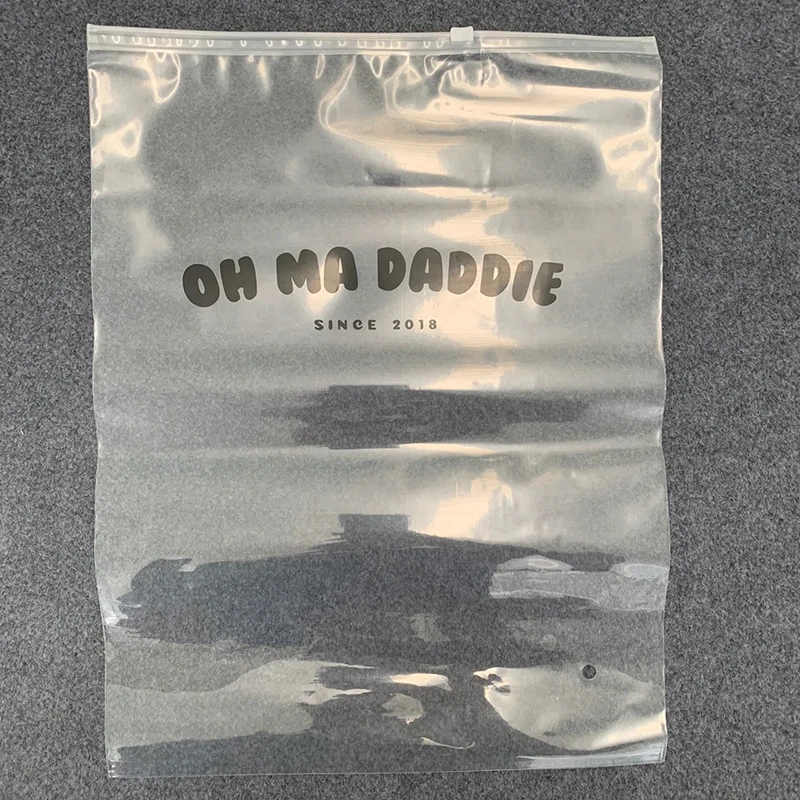 OH MA DADDIE
SINCE 2018